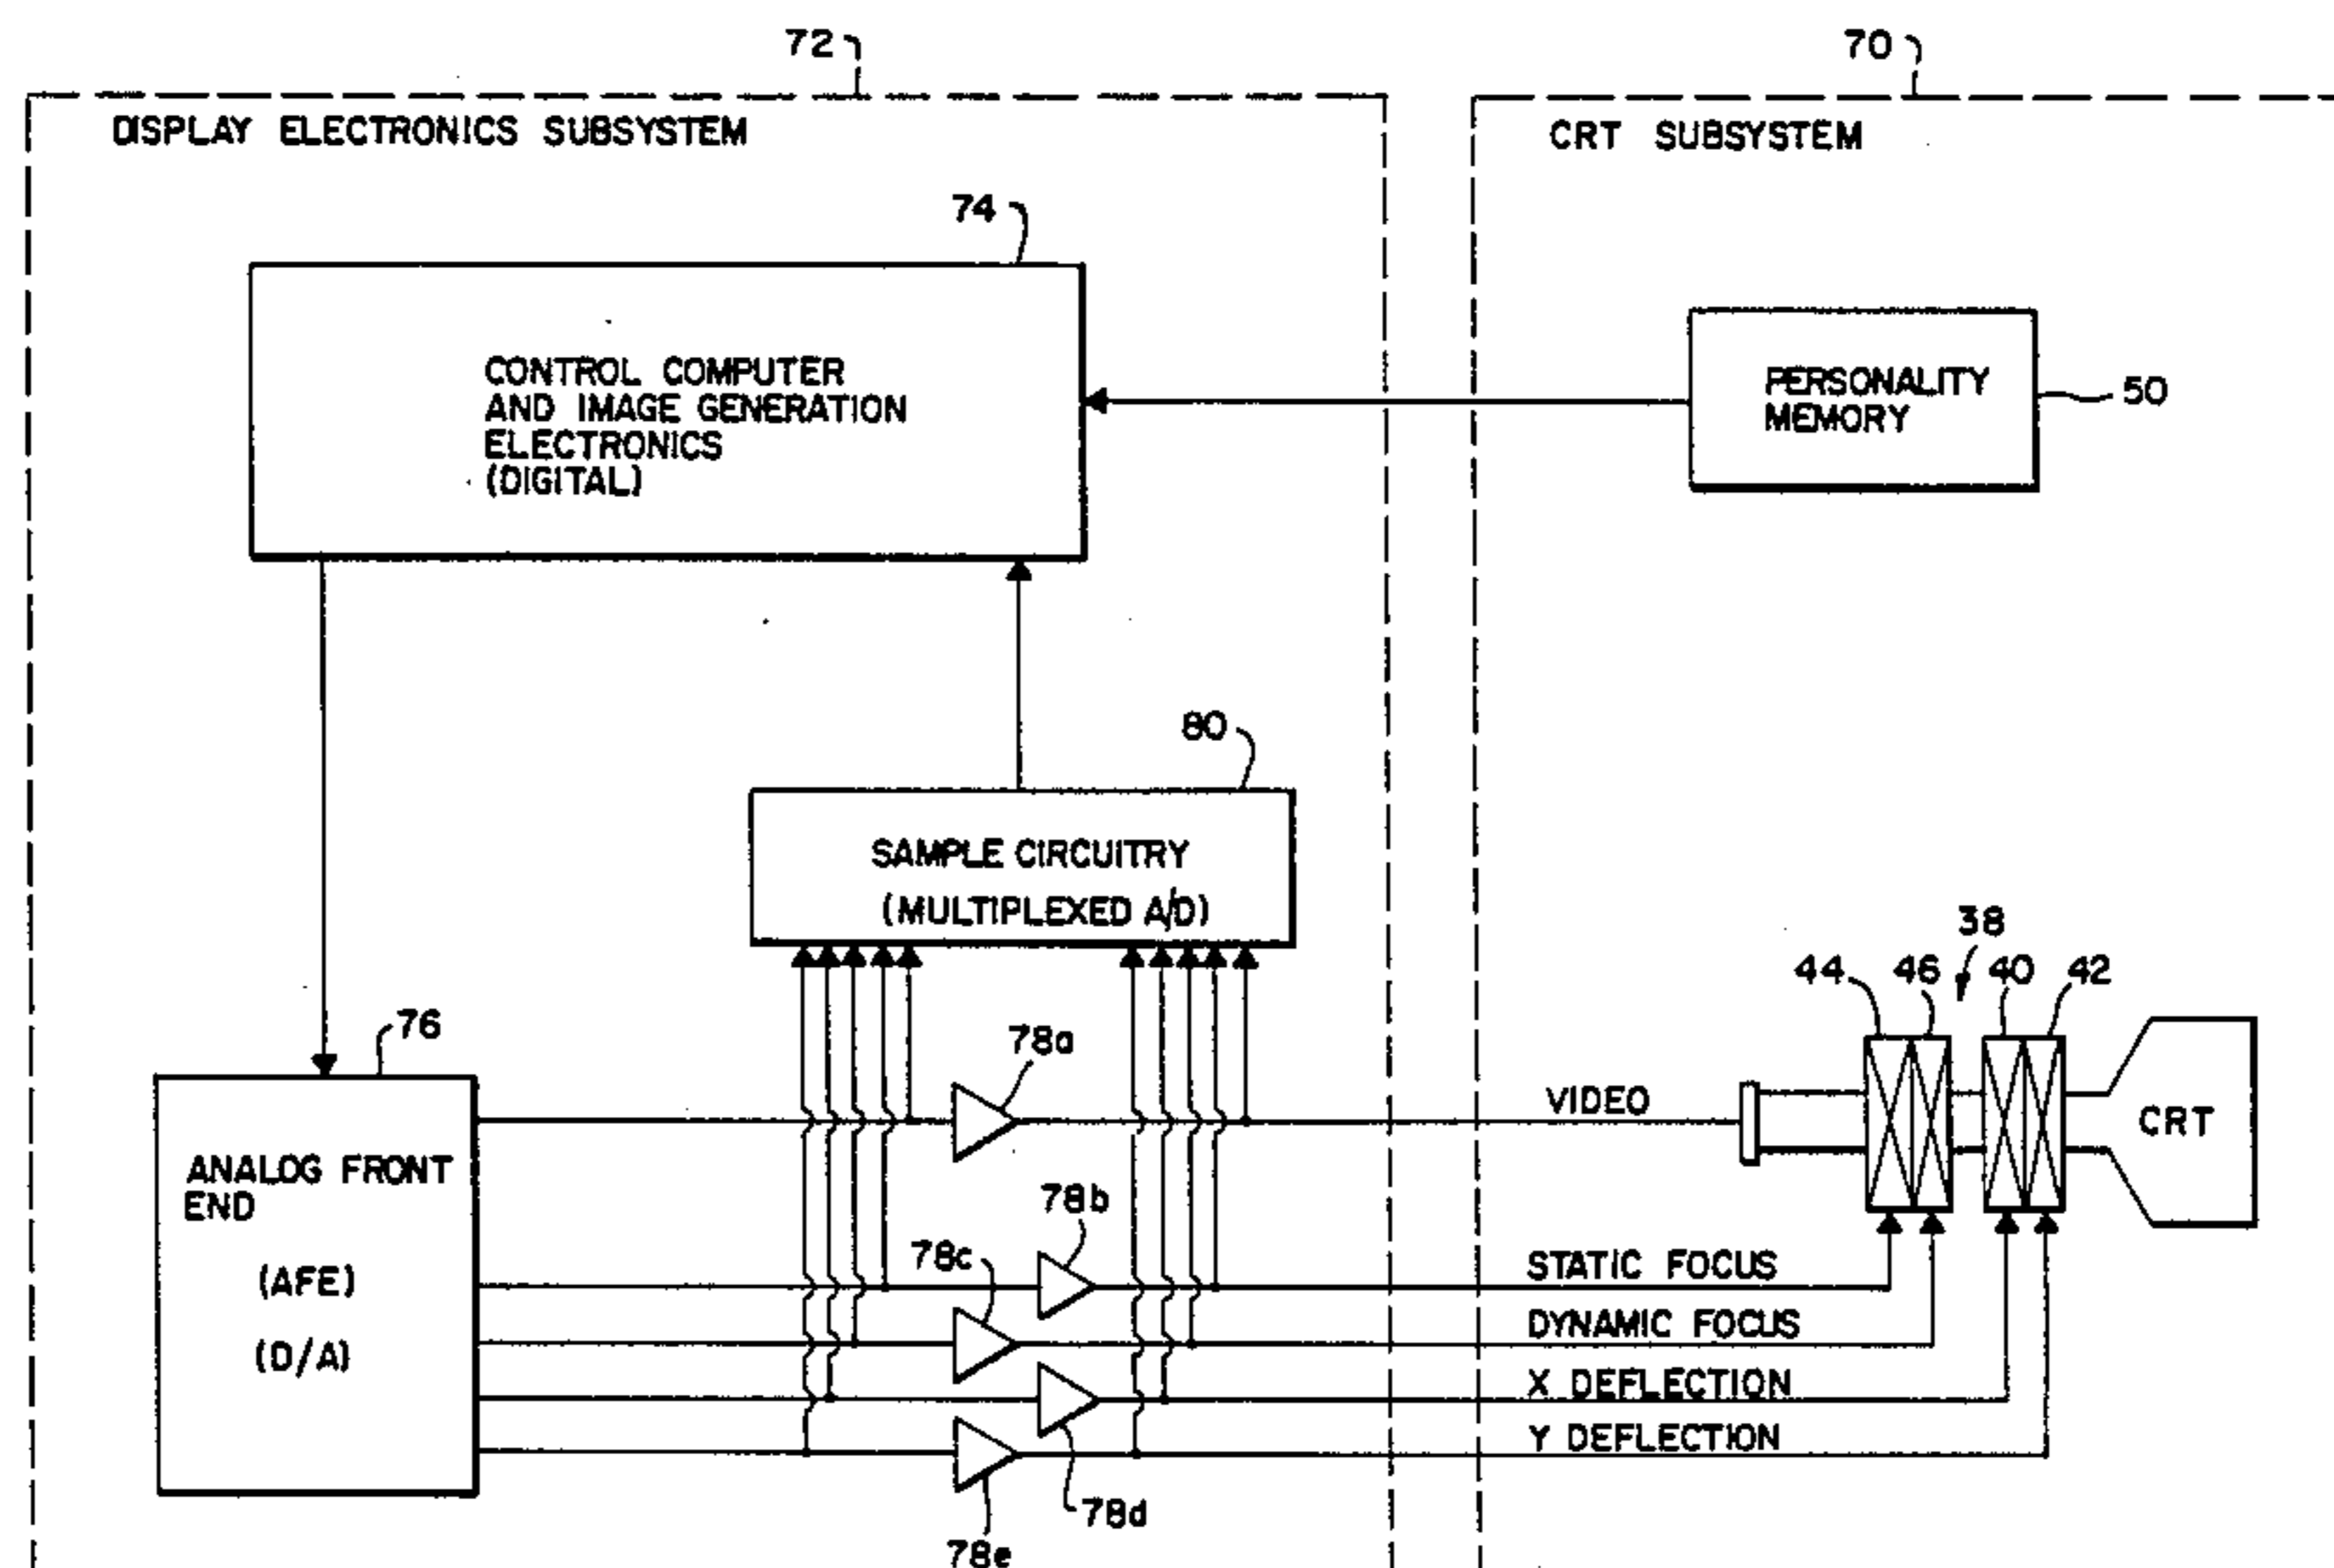 72
70
DISPLAY ELECTRONICS SUBSYSTEM
CRT SUBSYSTEM
74
CONTROL COMPUTER
AND IMAGE GENERATION
ELECTRONICS
(DIGITAL)
PERSONALITY
MEMORY
50
80
SAMPLE CIRCUITRY
(MULTIPLEXED A/D)
38
44
46
40
42
76
78a
VIDEO
CRT
ANALOG FRONT
END
(AFE)
(D/A)
78b
78c
STATIC FOCUS
DYNAMIC FOCUS
X DEFLECTION
Y DEFLECTION
78d
78e